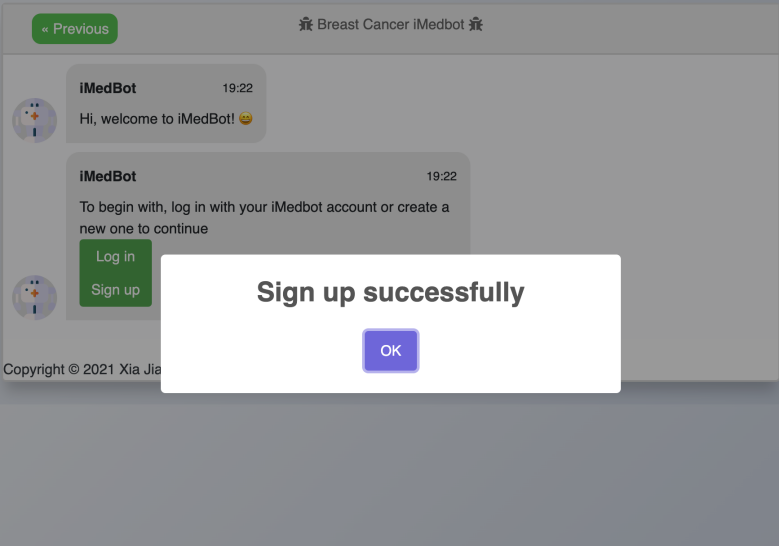 « Previous
Breast Cancer iMedbot
iMedBot 19:22
Hi, welcome to iMedBot! 😄
iMedBot 19:22
To begin with, log in with your iMedbot account or create a
new one to continue
Log in
Sign up
Sign up successfully
OK
Copyright © 2021 Xia Jia